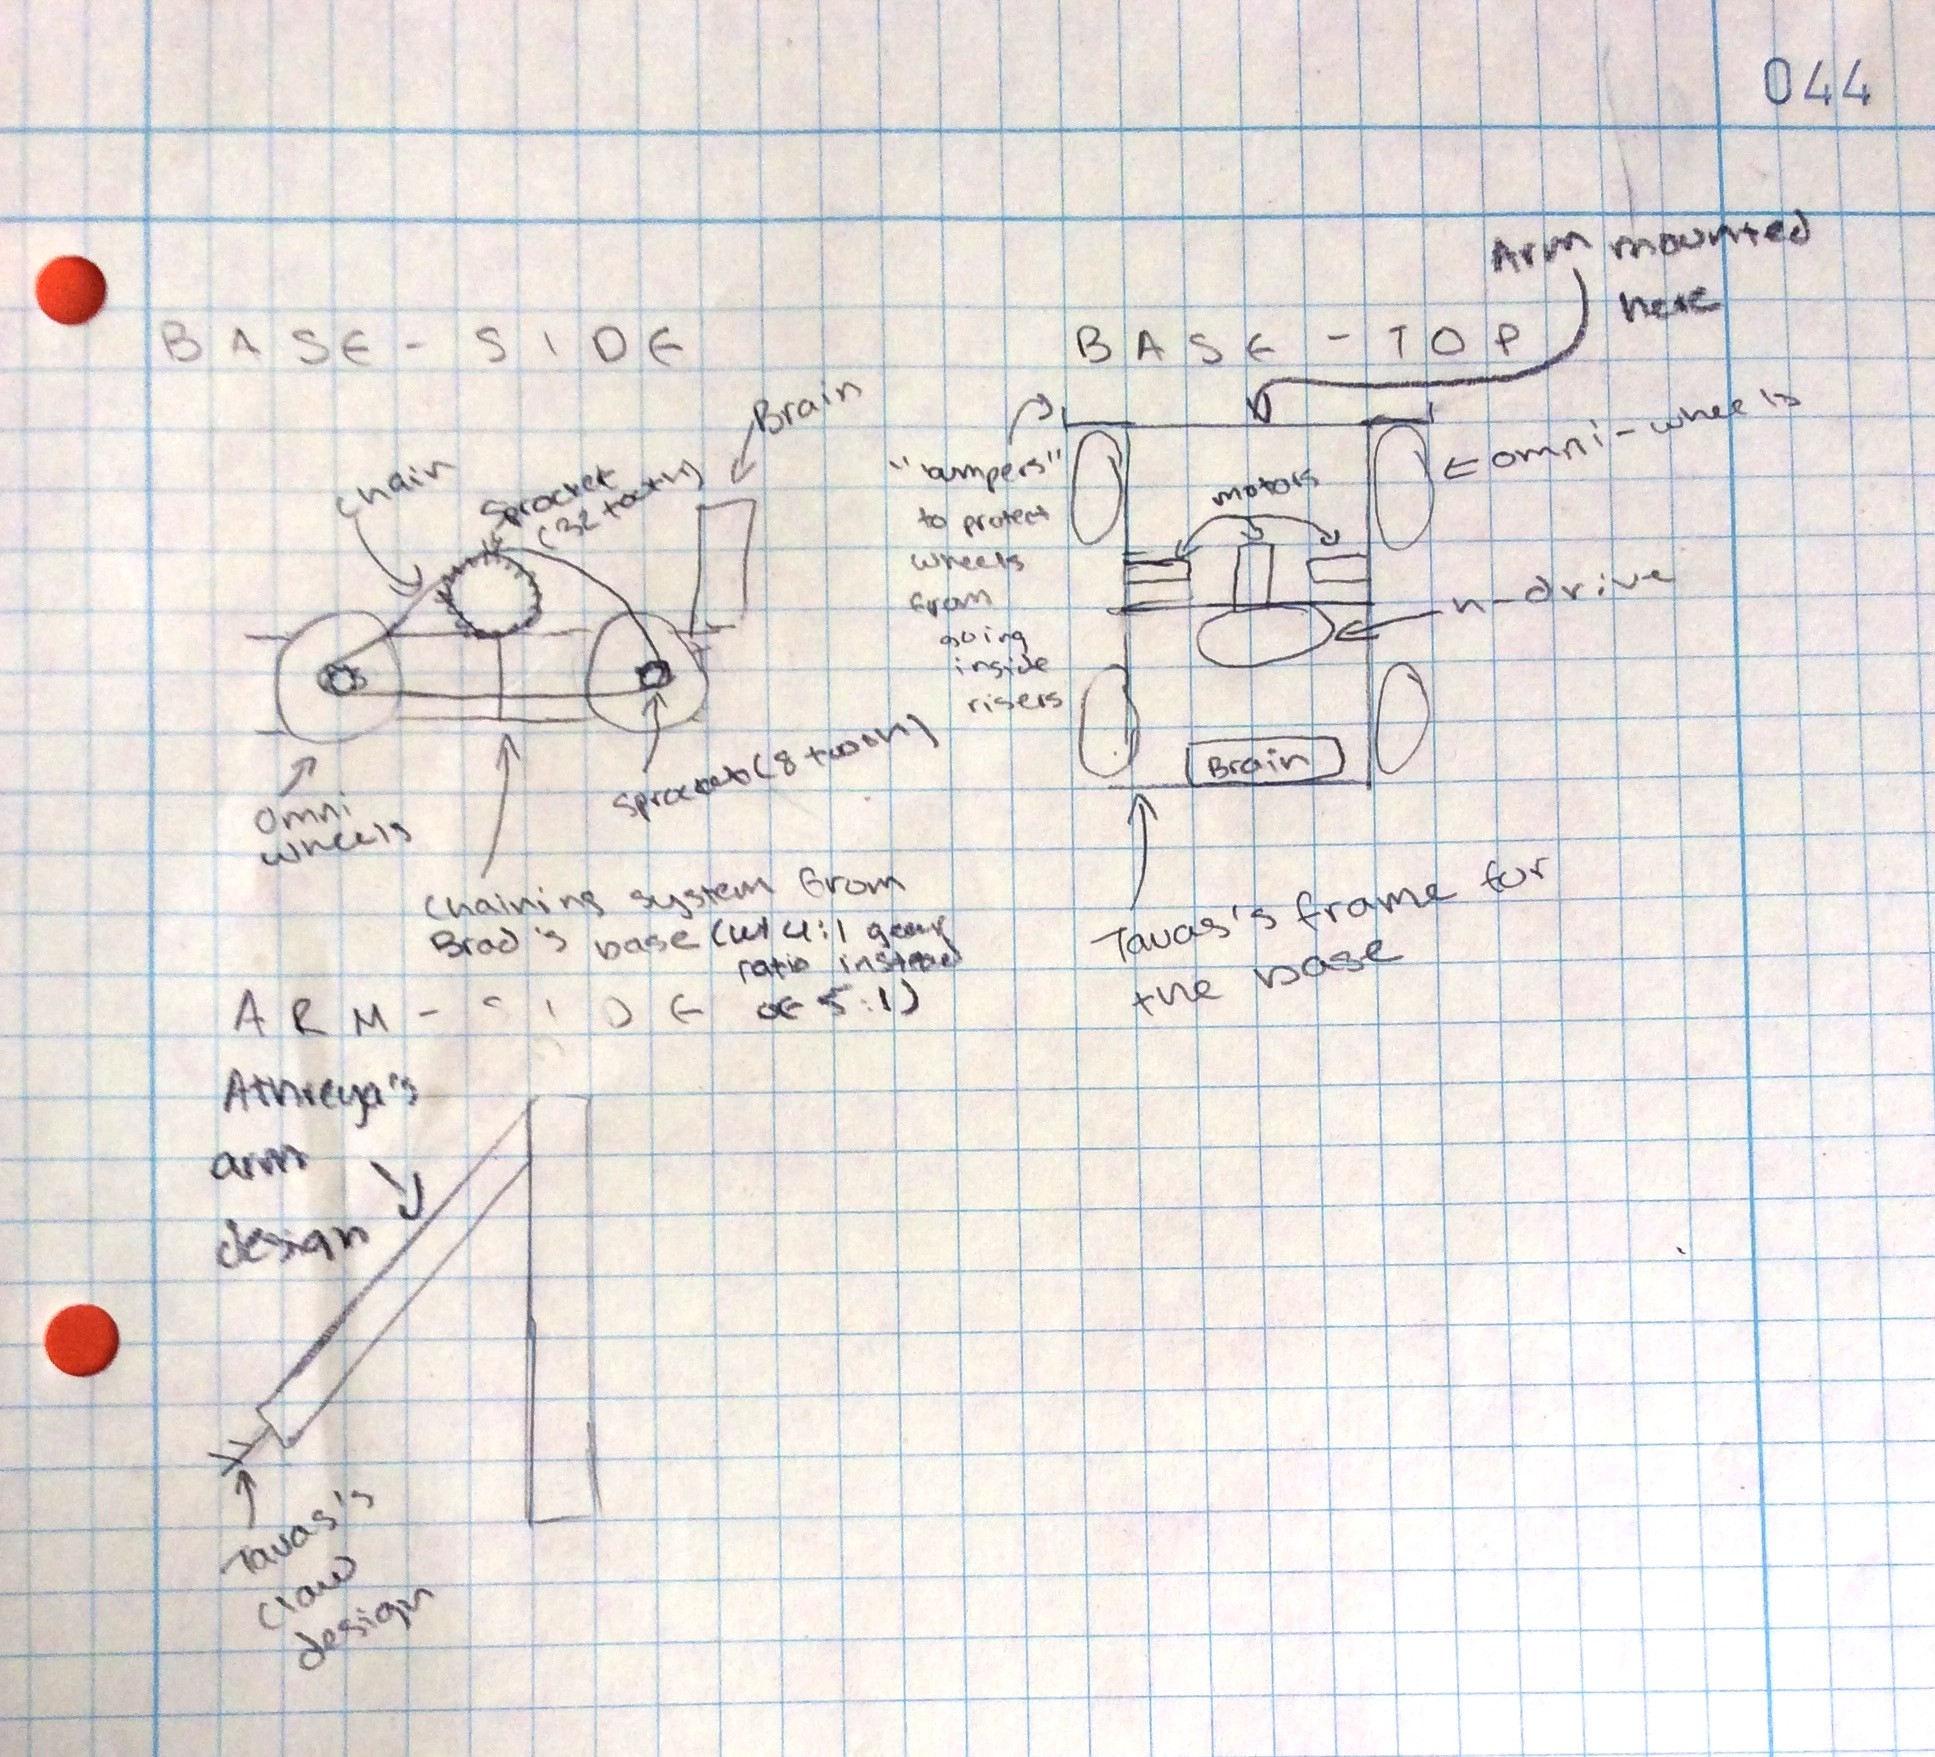 044
BASE - SIDE
Brain
chain
Sprocket
(32 tooth)
Omni
wheels
sprocket (8 tooth)
Chaining system from
Brad's base (w/ 4:1 gear
ratio instead
of 5:1)
BASE - TOP
Arm mounted
here
"bumpers"
to protect
wheels
from
going
inside
risers
motors
omni-wheels
n-drive
Brain
Tavas's frame for
the base
ARM - SIDE
Athreya's
arm
design
Tavas's
claw
design